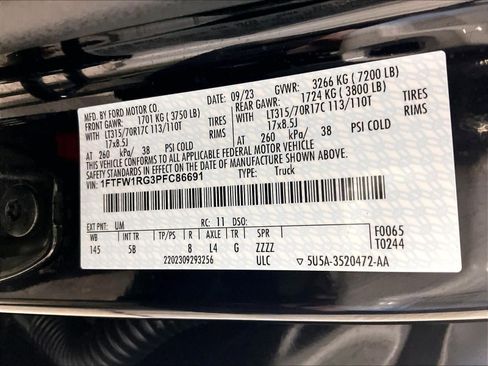 MFD. BY FORD MOTOR CO.
DATE: 09/23 GVWR: 3266 KG ( 7200 LB)
FRONT GAWR: 1701 KG ( 3750 LB) REAR GAWR: 1724 KG ( 3800 LB)
WITH LT315/70R17C 113/110T TIRES WITH LT315/70R17C 113/110T TIRES
17x8.5J RIMS 17x8.5J RIMS
AT 260 kPa/ 38 PSI COLD AT 260 kPa/ 38 PSI COLD
THIS VEHICLE CONFORMS TO ALL APPLICABLE FEDERAL MOTOR VEHICLE
SAFETY STANDARDS IN EFFECT ON THE DATE OF MANUFACTURE SHOWN ABOVE.
1FTFW1RG3PFC86691 TYPE: Truck
EXT PNT: UM RC: 11 DSO: F0065
WB INT TR TP/PS R AXLE TR SPR T0244
145 5B 8 L4 G ZZZZ
2202309293256 ULC ▽ 5U5A-3520472-AA